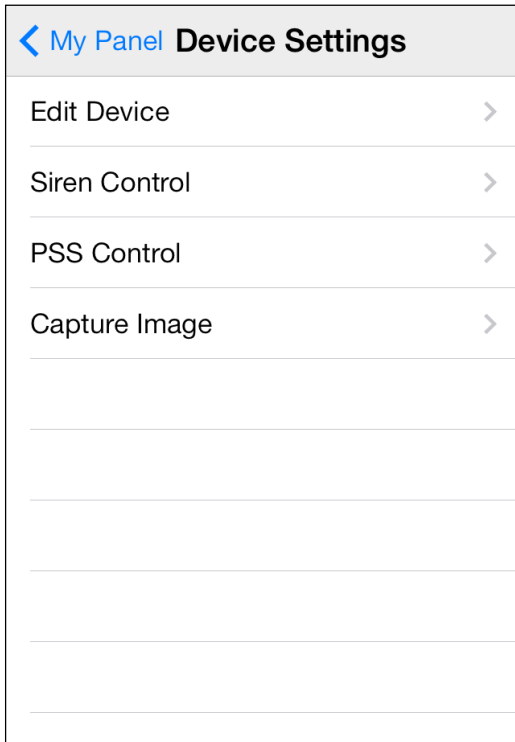 My Panel Device Settings
Edit Device
Siren Control
PSS Control
Capture Image